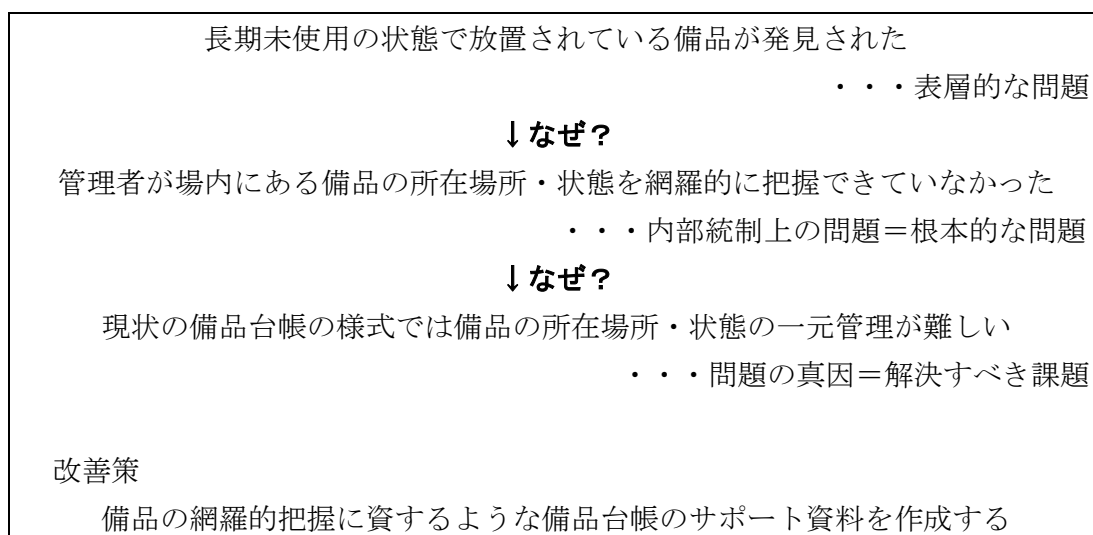 長期未使用の状態で放置されている備品が発見された
・・・表層的な問題
↓なぜ？
管理者が場内にある備品の所在場所・状態を網羅的に把握できていなかった
・・・内部統制上の問題＝根本的な問題
↓なぜ？
現状の備品台帳の様式では備品の所在場所・状態の一元管理が難しい
・・・問題の真因＝解決すべき課題
改善策
備品の網羅的把握に資するような備品台帳のサポート資料を作成する